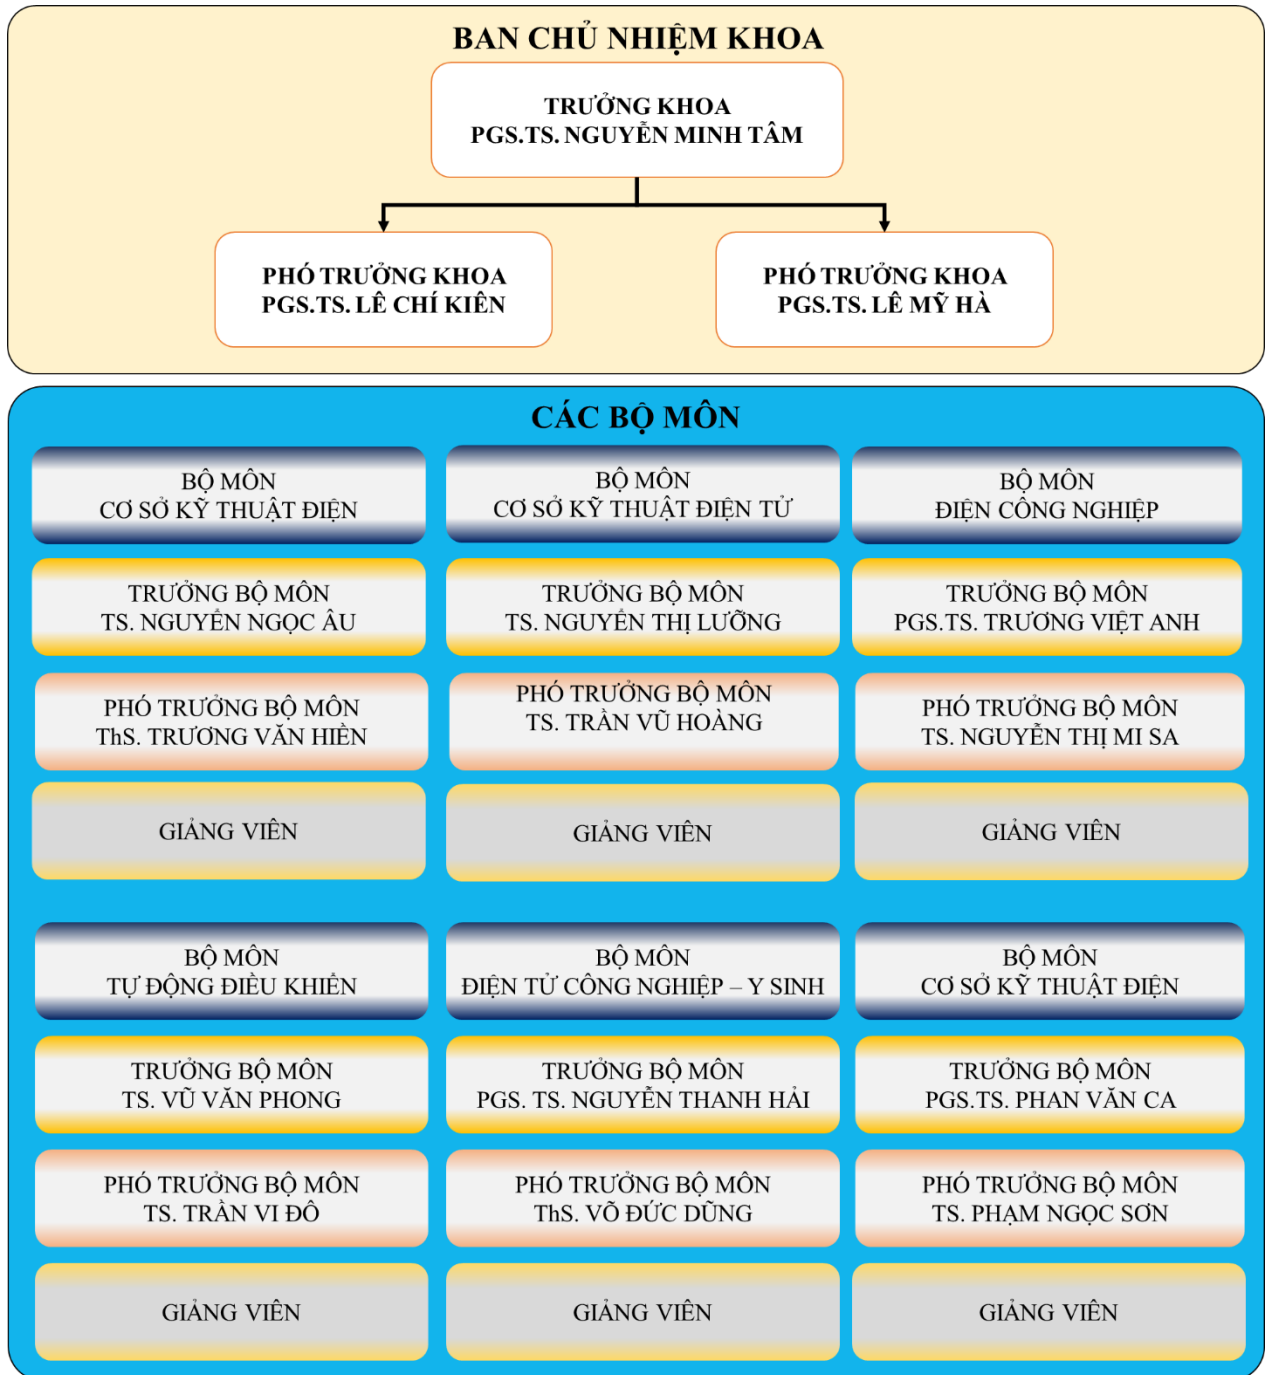 BAN CHỦ NHIỆM KHOA
TRƯỞNG KHOA
PGS.TS. NGUYỄN MINH TÂM
PHÓ TRƯỞNG KHOA
PGS.TS. LÊ CHÍ KIÊN
PHÓ TRƯỞNG KHOA
PGS.TS. LÊ MỸ HÀ
CÁC BỘ MÔN
BỘ MÔN
CƠ SỞ KỸ THUẬT ĐIỆN
BỘ MÔN
CƠ SỞ KỸ THUẬT ĐIỆN TỬ
BỘ MÔN
ĐIỆN CÔNG NGHIỆP
TRƯỞNG BỘ MÔN
TS. NGUYỄN NGỌC ÂU
TRƯỞNG BỘ MÔN
TS. NGUYỄN THỊ LƯỠNG
TRƯỞNG BỘ MÔN
PGS.TS. TRƯƠNG VIỆT ANH
PHÓ TRƯỞNG BỘ MÔN
ThS. TRƯƠNG VĂN HIỀN
PHÓ TRƯỞNG BỘ MÔN
TS. TRẦN VŨ HOÀNG
PHÓ TRƯỞNG BỘ MÔN
TS. NGUYỄN THỊ MI SA
GIẢNG VIÊN
GIẢNG VIÊN
GIẢNG VIÊN
BỘ MÔN
TỰ ĐỘNG ĐIỀU KHIỂN
BỘ MÔN
ĐIỆN TỬ CÔNG NGHIỆP – Y SINH
BỘ MÔN
CƠ SỞ KỸ THUẬT ĐIỆN
TRƯỞNG BỘ MÔN
TS. VŨ VĂN PHONG
TRƯỞNG BỘ MÔN
PGS. TS. NGUYỄN THANH HẢI
TRƯỞNG BỘ MÔN
PGS.TS. PHAN VĂN CA
PHÓ TRƯỞNG BỘ MÔN
TS. TRẦN VI ĐÔ
PHÓ TRƯỞNG BỘ MÔN
ThS. VÕ ĐỨC DŨNG
PHÓ TRƯỞNG BỘ MÔN
TS. PHẠM NGỌC SƠN
GIẢNG VIÊN
GIẢNG VIÊN
GIẢNG VIÊN